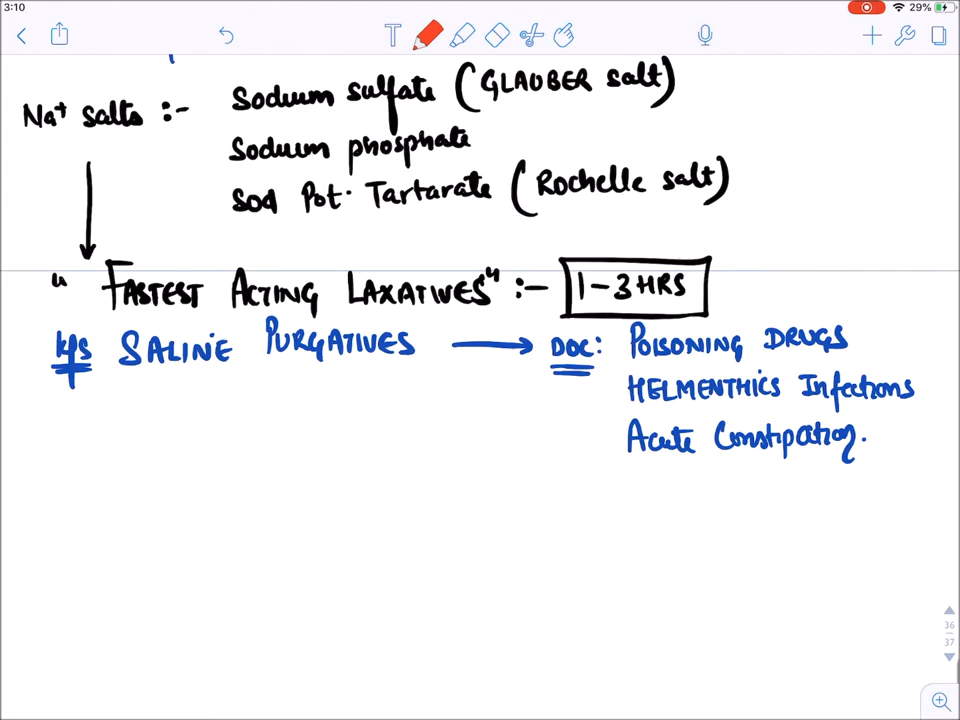 3:10 29%
T
Na+ salts :- Sodium sulfate (GLAUBER salt)
Sodium phosphate
Sod Pot. Tartarate (Rochelle salt)
" FASTEST ACTING LAXATIVES" :- 1-3 HRS
k/s SALINE PURGATIVES → DOC: POISONING DRUGS
HELMENTHICS Infections
Acute Constipation.
36
37